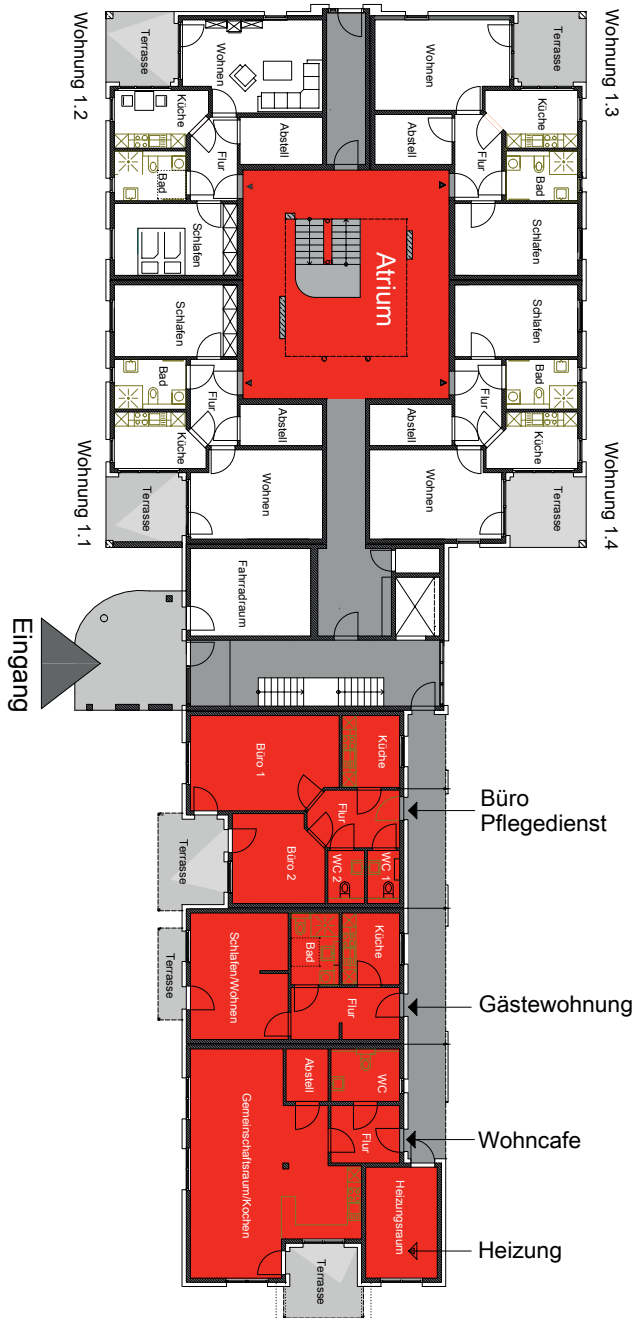 Wohnung 1.2
Wohnung 1.3
Terrasse
Wohnen
Wohnen
Terrasse
Küche
Abstell
Abstell
Küche
Flur
Flur
Bad
Bad
Schlafen
Atrium
Schlafen
Schlafen
Schlafen
Bad
Bad
Flur
Flur
Küche
Abstell
Abstell
Küche
Wohnung 1.1
Terrasse
Wohnen
Wohnen
Terrasse
Wohnung 1.4
Fahrradraum
Eingang
Büro 1
Küche
Büro
Pflegedienst
Flur
Terrasse
Büro 2
WC 2
WC 1
Terrasse
Schlafen/Wohnen
Bad
Küche
Flur
Gästewohnung
Abstell
WC
Gemeinschaftsraum/Kochen
Flur
Wohncafe
Heizungsraum
Heizung
Terrasse